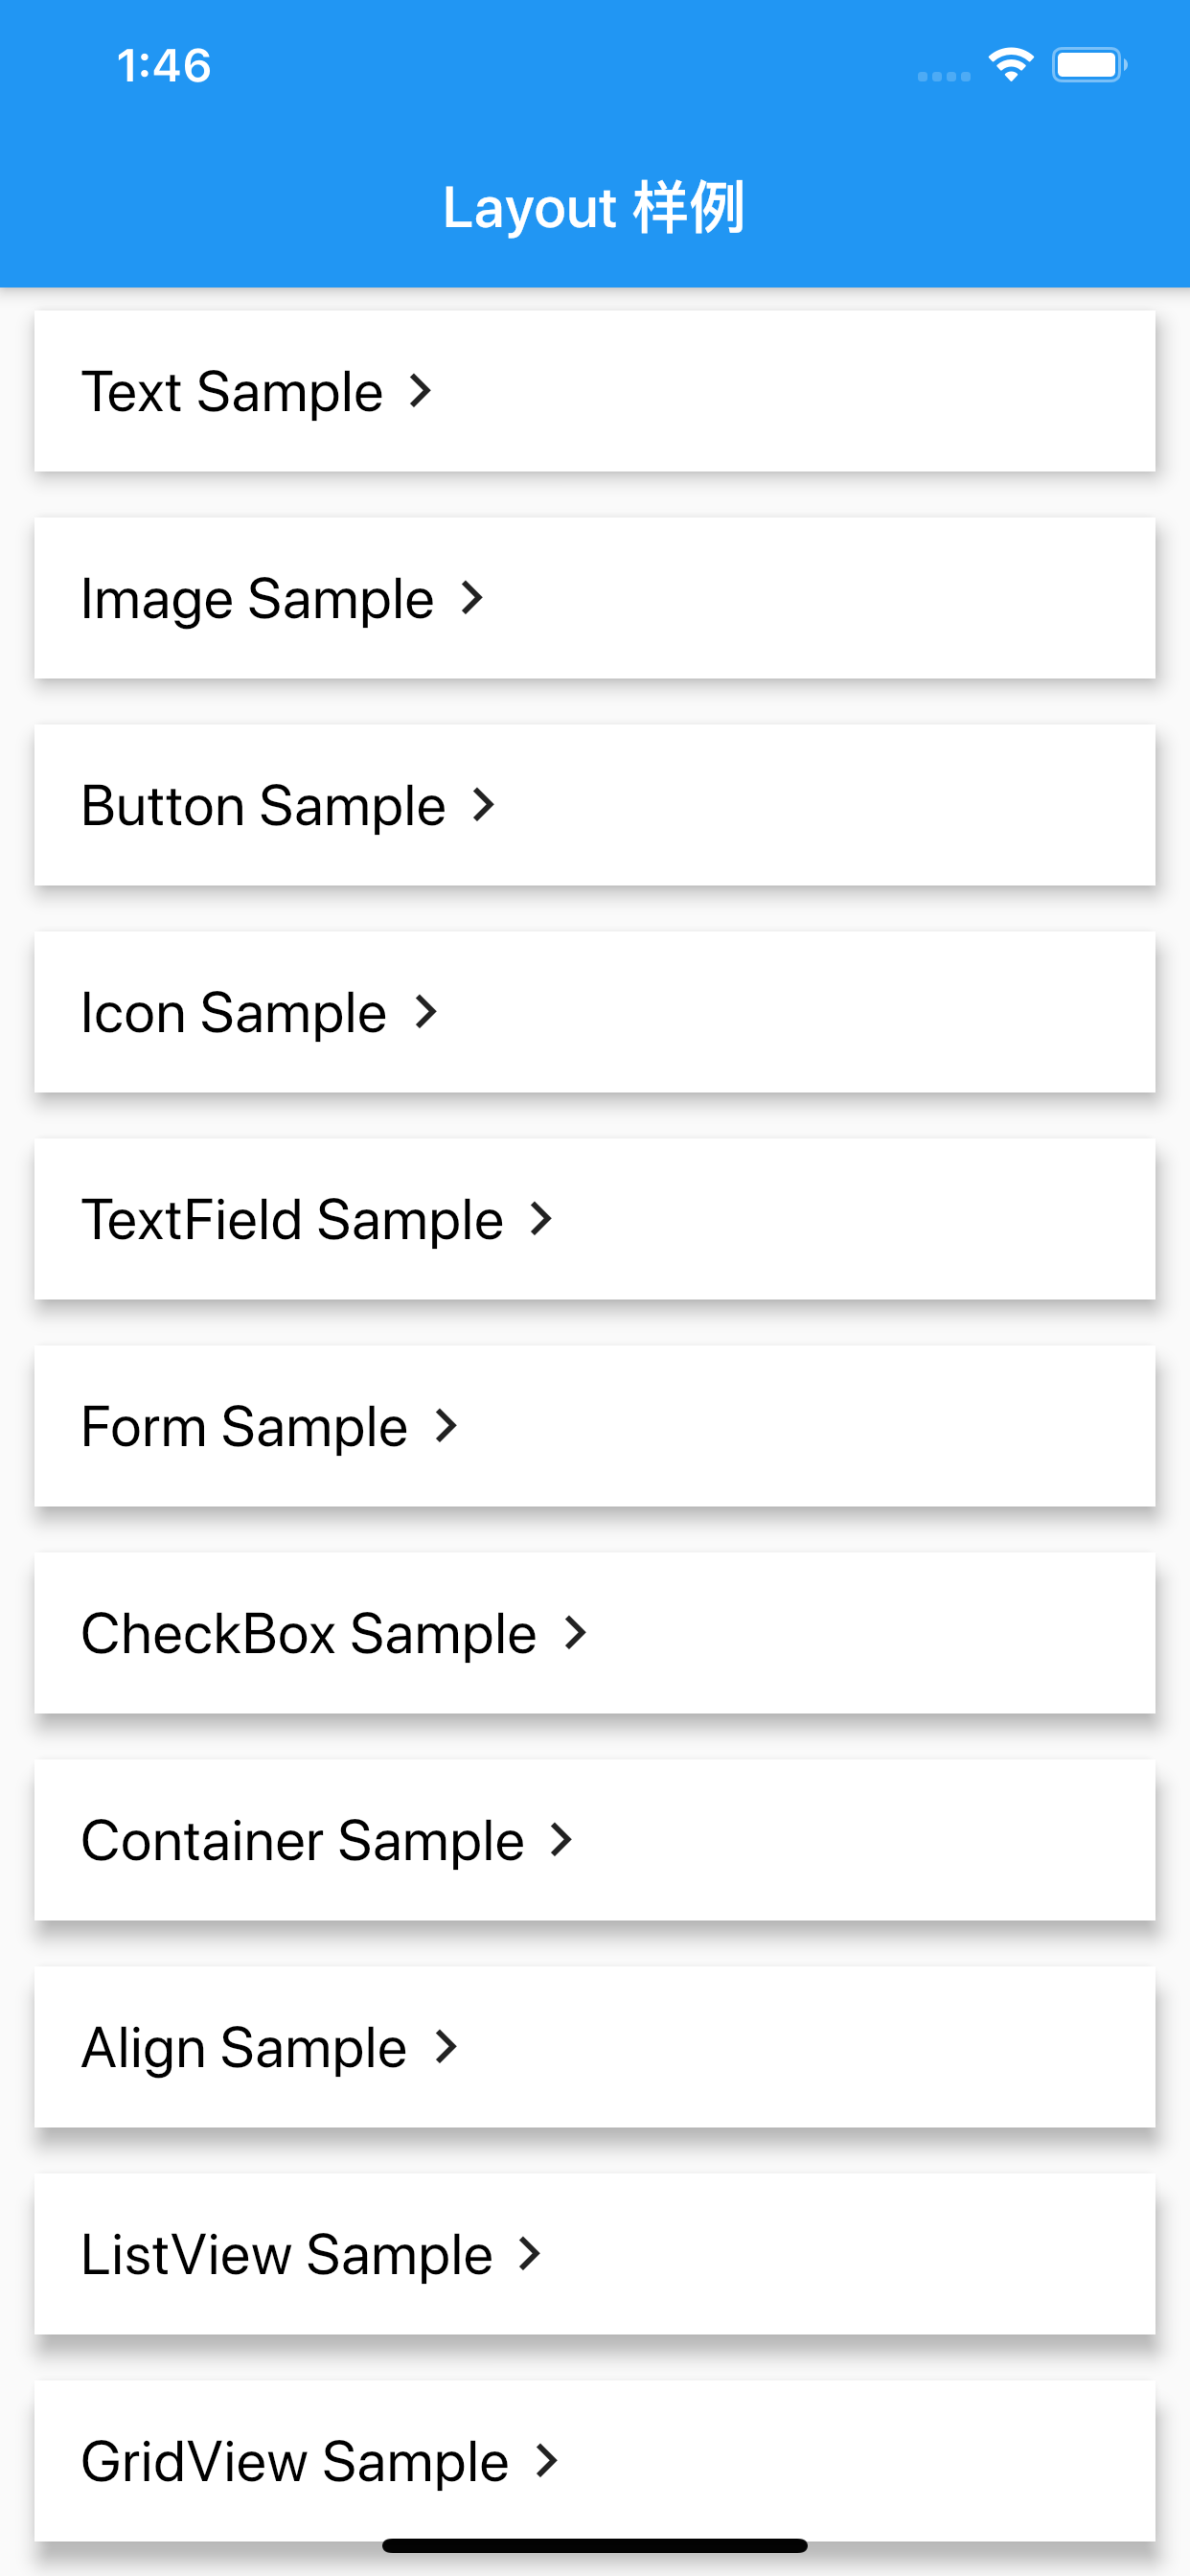 1:46
Layout 样例
Text Sample
Image Sample
Button Sample
Icon Sample
TextField Sample
Form Sample
CheckBox Sample
Container Sample
Align Sample
ListView Sample
GridView Sample